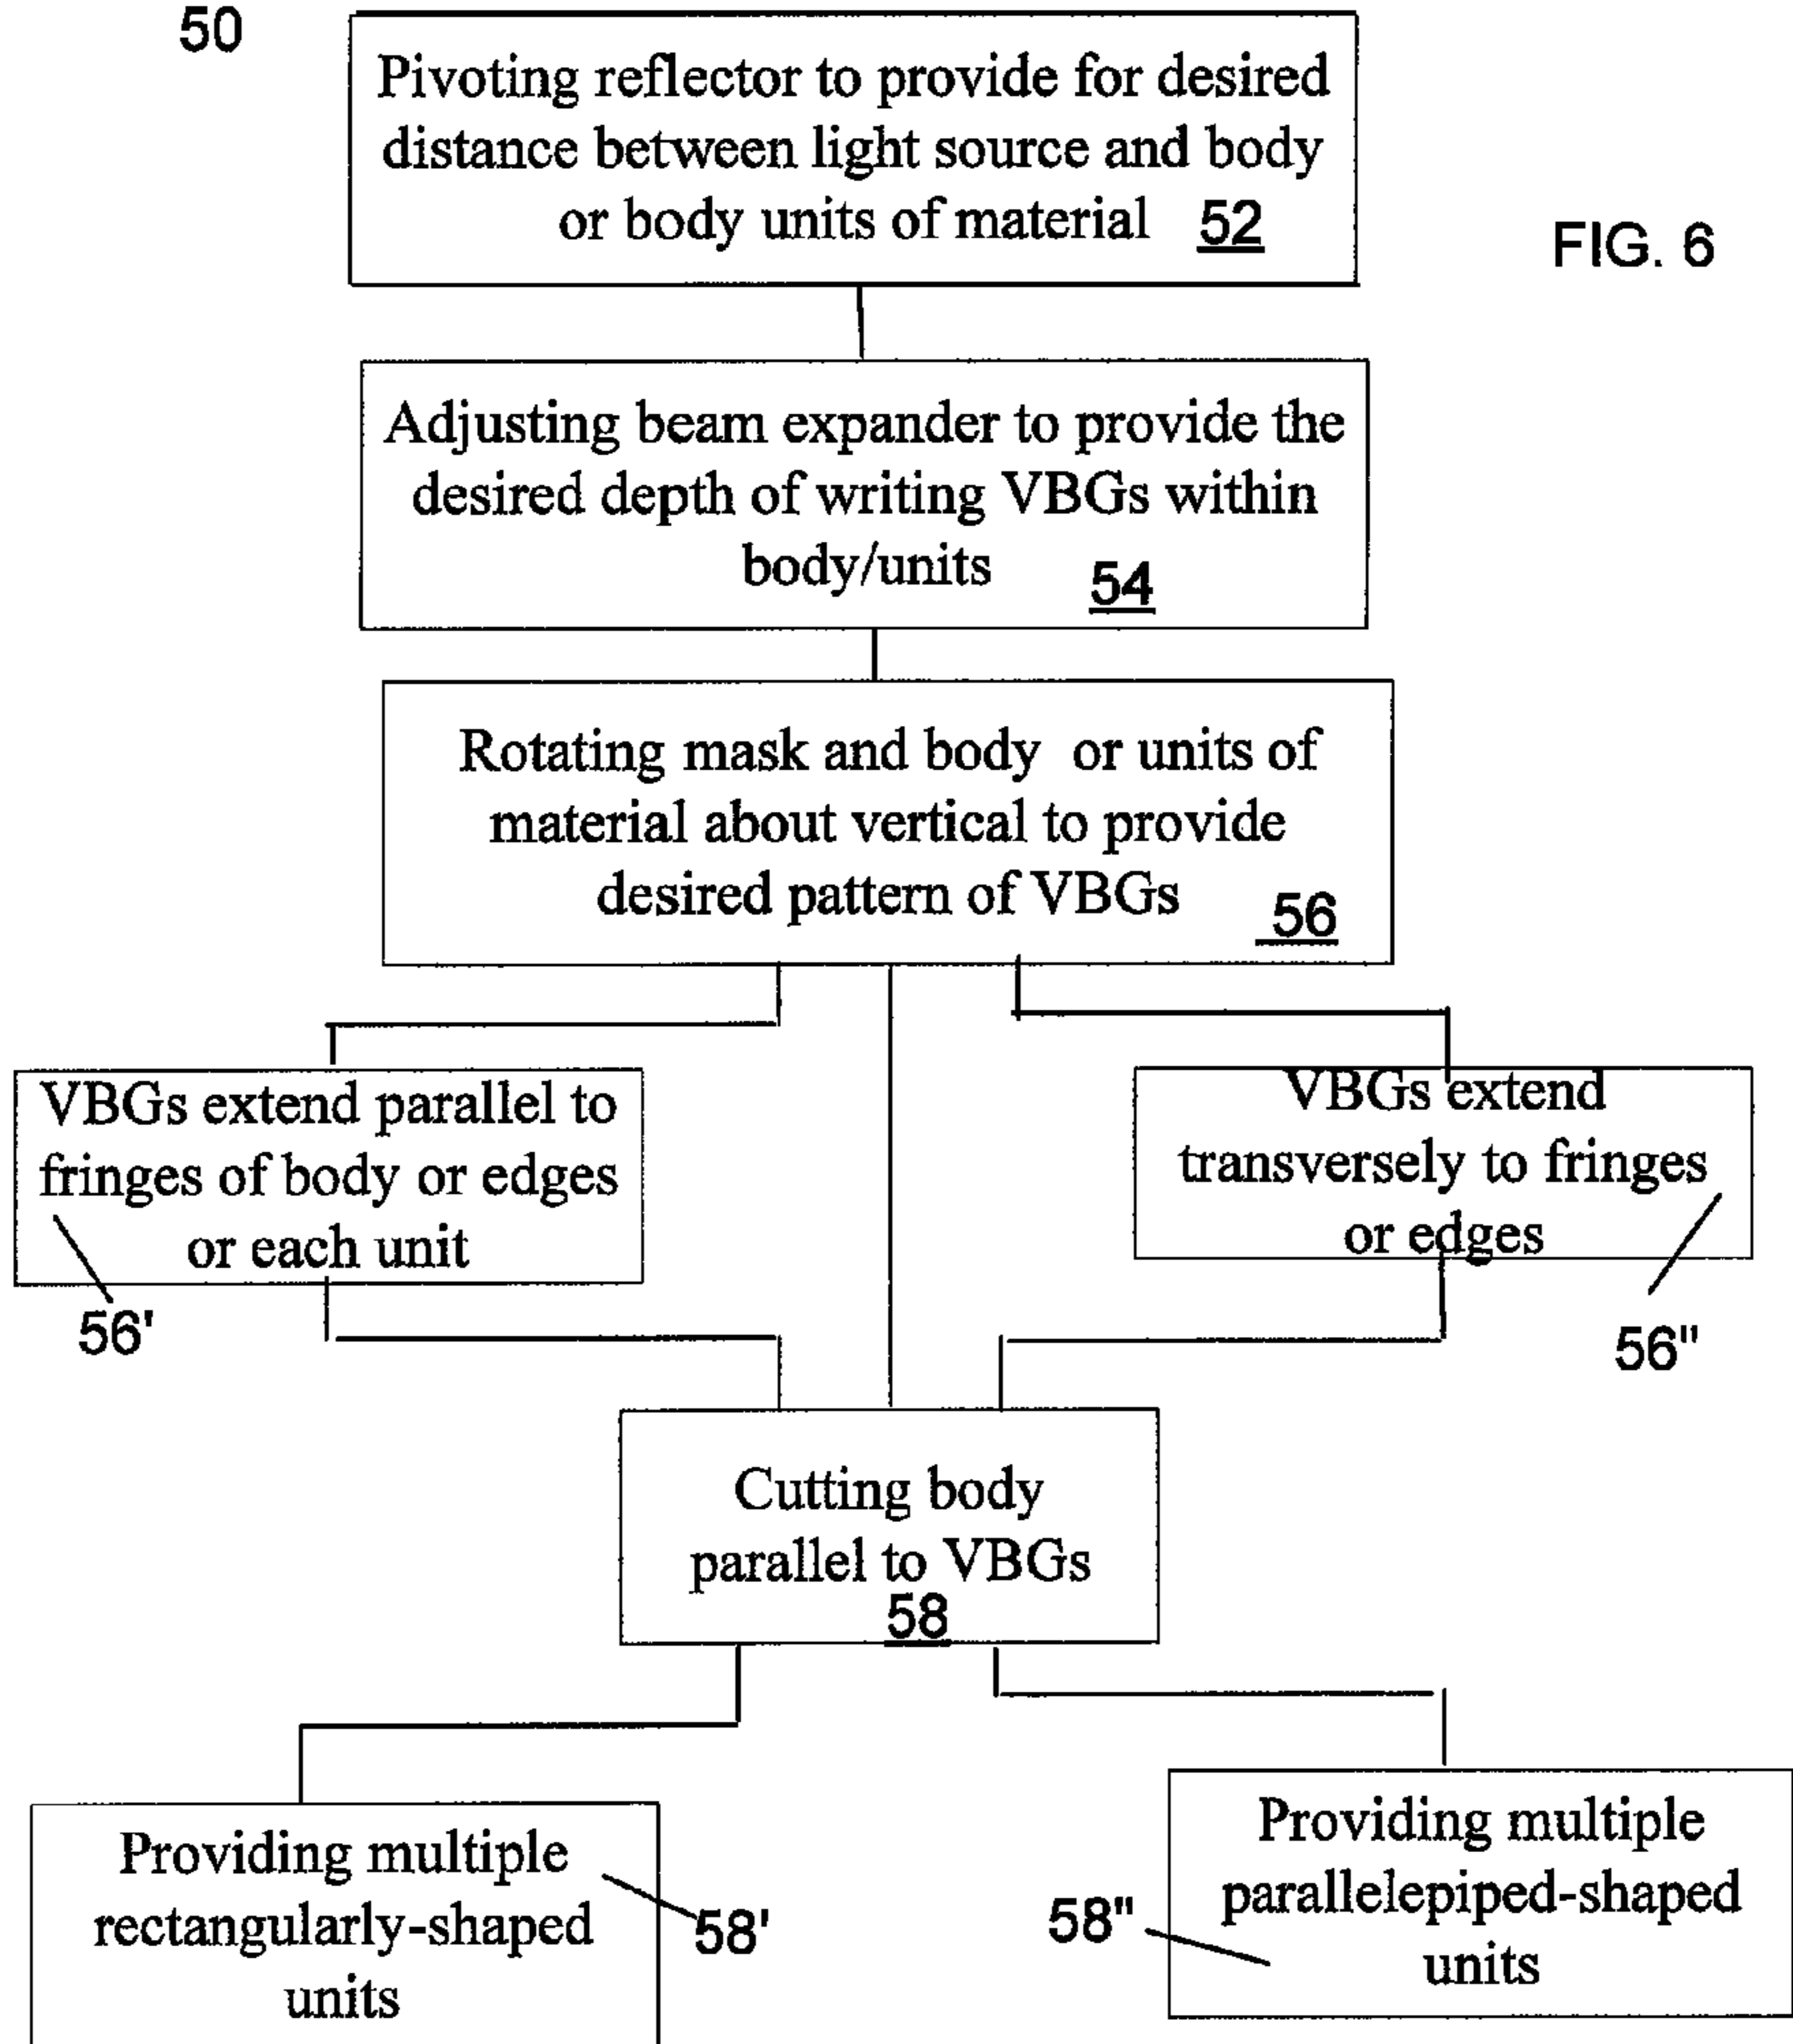 50
Pivoting reflector to provide for desired
distance between light source and body
or body units of material 52
FIG. 6
Adjusting beam expander to provide the
desired depth of writing VBGs within
body/units 54
Rotating mask and body or units of
material about vertical to provide
desired pattern of VBGs 56
VBGs extend parallel to
fringes of body or edges
or each unit
56'
VBGs extend
transversely to fringes
or edges
56"
Cutting body
parallel to VBGs
58
Providing multiple
rectangularly-shaped
units
58'
58"
Providing multiple
parallelepiped-shaped
units